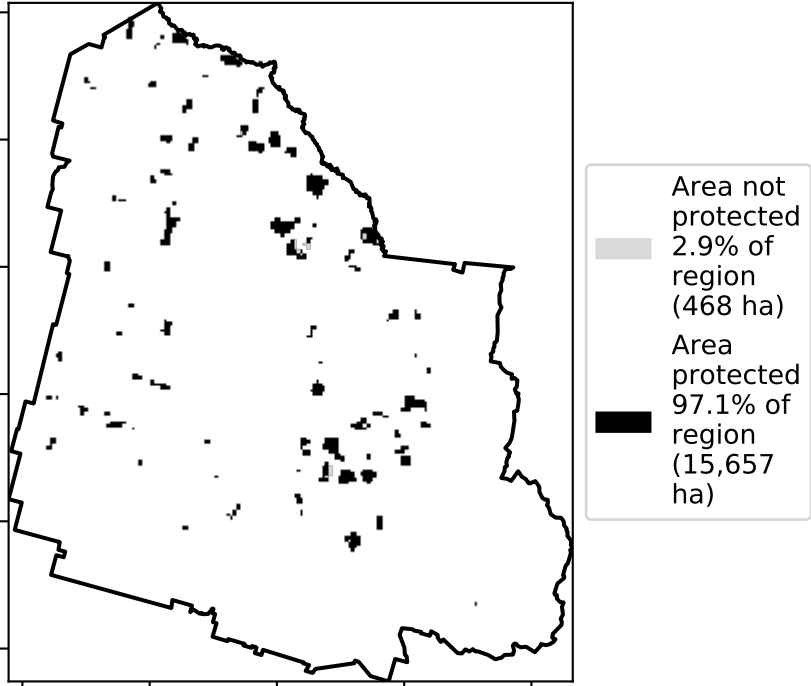 Area not
protected
2.9% of
region
(468 ha)
Area
protected
97.1% of
region
(15,657
ha)